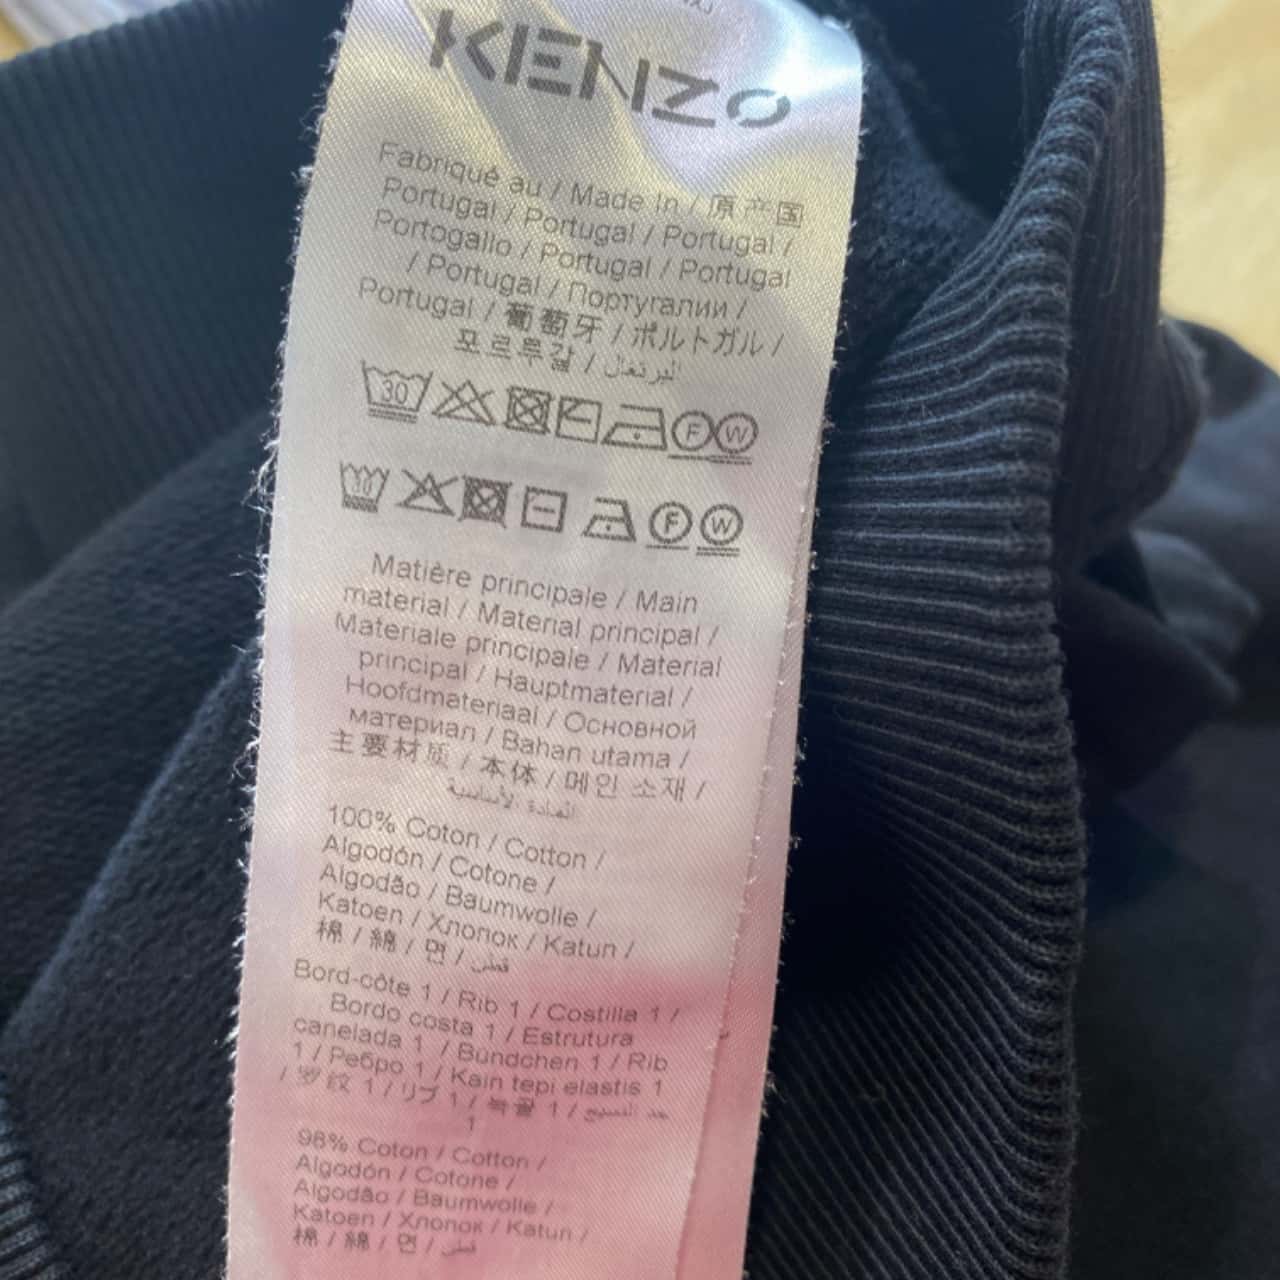 KENZO
Fabriqué au / Made In / 原产国
Portugal / Portugal / Portugal /
Portogallo / Portugal / Portugal
/ Portugal / Португалии /
Portugal / 葡萄牙 / ポルトガル /
포르투갈 / البرتغال
30
30
F W
F W
Matière principale / Main
material / Material principal /
Materiale principale / Material
principal / Hauptmaterial /
Hoofdmateriaal / Основной
материал / Bahan utama /
主要材质 / 本体 / 메인 소재 /
المادة الأساسية
100% Coton / Cotton /
Algodón / Cotone /
Algodão / Baumwolle /
Katoen / Хлопок / Katun /
棉 / 綿 / 면 / قطن
Bord-côte 1 / Rib 1 / Costilla 1 /
Bordo costa 1 / Estrutura
canelada 1 / Bündchen 1 / Rib
1 / Ребро 1 / Kain tepi elastis 1
/ 罗纹 1 / リブ 1 / 늑골 1 /
1
98% Coton / Cotton /
Algodón / Cotone /
Algodão / Baumwolle /
Katoen / Хлопок / Katun /
棉 / 綿 / 면 / قطن